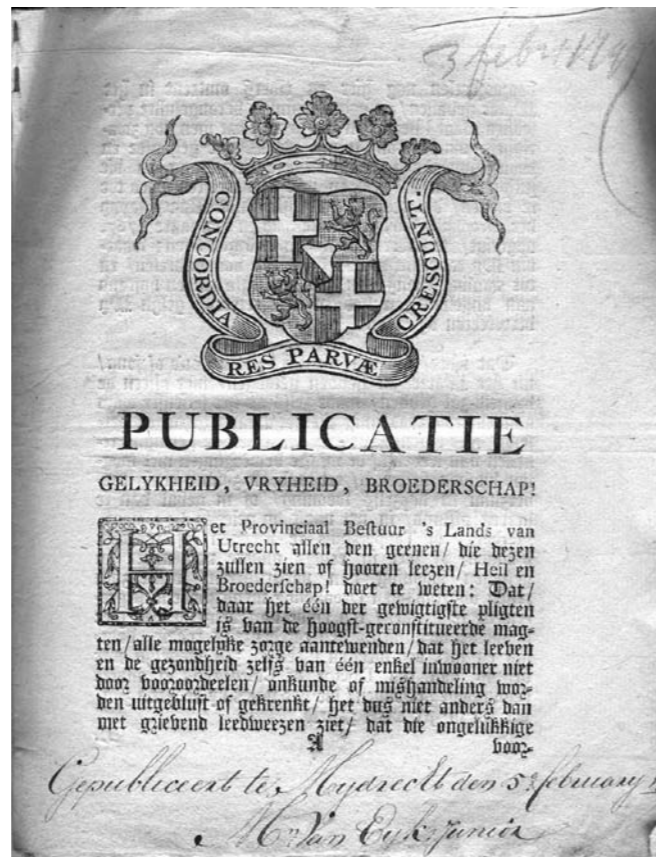 3 febr 179
CONCORDIA RES PARVÆ CRESCUNT.
PUBLICATIE
GELYKHEID, VRYHEID, BROEDERSCHAP!
Het Provinciaal Bestuur 's Lands van
Utrecht allen den geenen/ die dezen
zullen zien of hooren leezen/ Heil en
Broederschap! doet te weten: Dat/
daar het één der gewigtigste pligten
is van de hoogst-geconstitueerde mag-
ten/ alle mogelyke zorge aantewenden/ dat het leeven
en de gezondheid zelfs van één enkel inwooner niet
door vooroordeelen/ onkunde of mishandeling wor-
den uitgeblust of gekrenkt/ het dus niet anders dan
met grievend leedweezen ziet/ dat die ongelukkige
A voor-
Gepubliceert te Mydrecht den 5e february
Mr. Van Eyk Junior